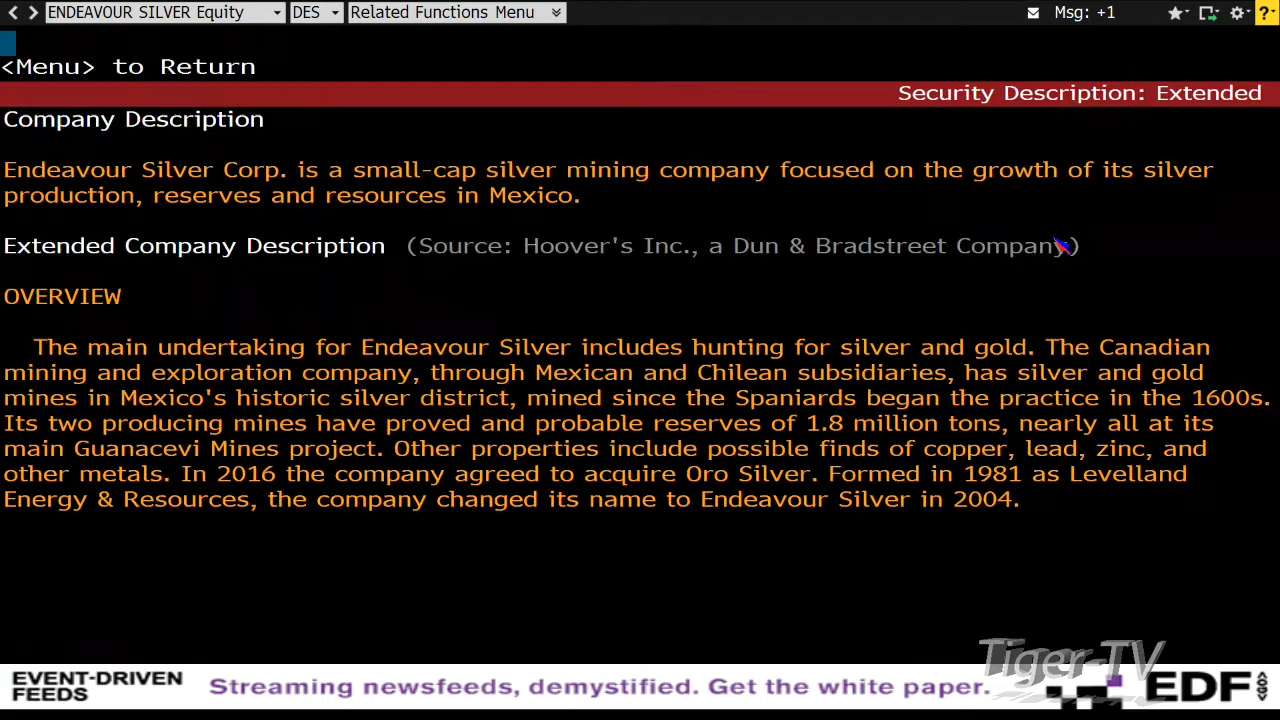 ENDEAVOUR SILVER Equity DES Related Functions Menu Msg: +1 ?
<Menu> to Return
Security Description: Extended
Company Description
Endeavour Silver Corp. is a small-cap silver mining company focused on the growth of its silver
production, reserves and resources in Mexico.
Extended Company Description (Source: Hoover's Inc., a Dun & Bradstreet Company)
OVERVIEW
The main undertaking for Endeavour Silver includes hunting for silver and gold. The Canadian
mining and exploration company, through Mexican and Chilean subsidiaries, has silver and gold
mines in Mexico's historic silver district, mined since the Spaniards began the practice in the 1600s.
Its two producing mines have proved and probable reserves of 1.8 million tons, nearly all at its
main Guanacevi Mines project. Other properties include possible finds of copper, lead, zinc, and
other metals. In 2016 the company agreed to acquire Oro Silver. Formed in 1981 as Levelland
Energy & Resources, the company changed its name to Endeavour Silver in 2004.
Tiger-TV
EVENT-DRIVEN
FEEDS
Streaming newsfeeds, demystified. Get the white paper.
EDF